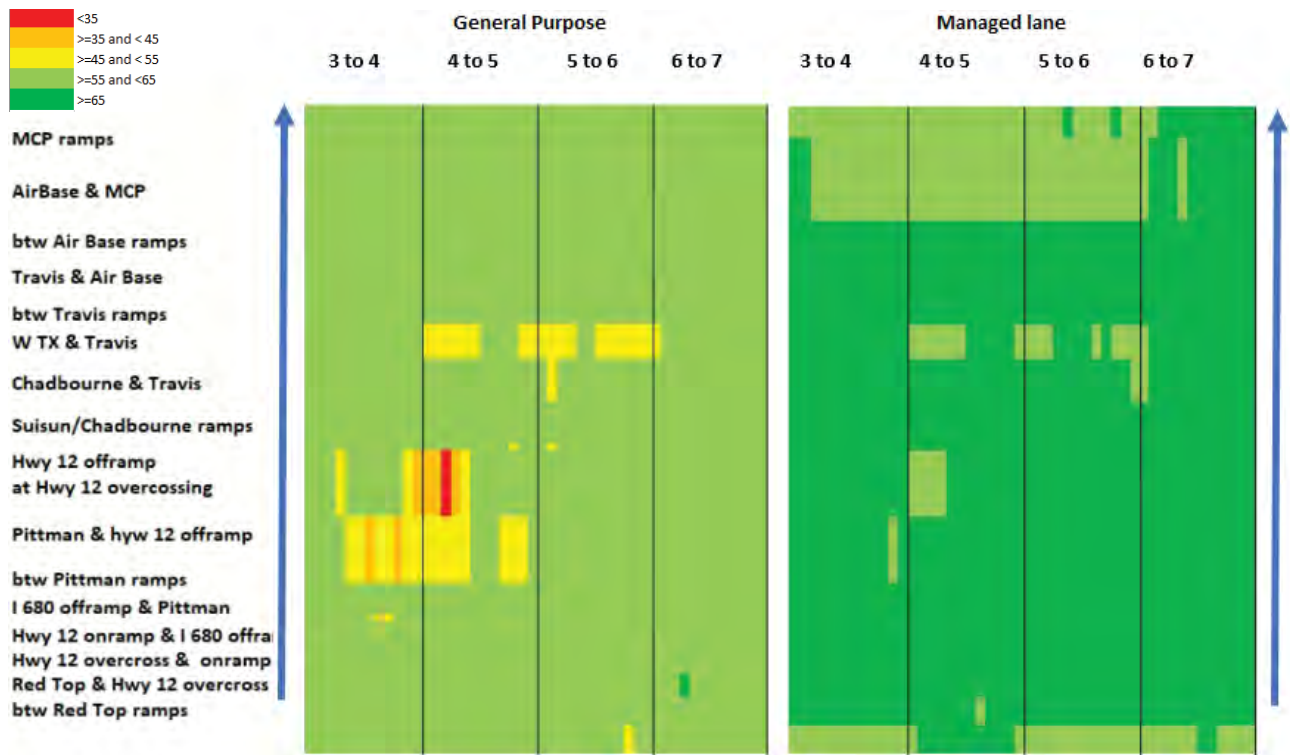 <35
>=35 and < 45
>=45 and < 55
>=55 and <65
>=65
General Purpose
Managed lane
3 to 4
4 to 5
5 to 6
6 to 7
3 to 4
4 to 5
5 to 6
6 to 7
MCP ramps
AirBase & MCP
btw Air Base ramps
Travis & Air Base
btw Travis ramps
W TX & Travis
Chadbourne & Travis
Suisun/Chadbourne ramps
Hwy 12 offramp
at Hwy 12 overcossing
Pittman & hyw 12 offramp
btw Pittman ramps
I 680 offramp & Pittman
Hwy 12 onramp & I 680 offra
Hwy 12 overcross & onramp
Red Top & Hwy 12 overcross
btw Red Top ramps